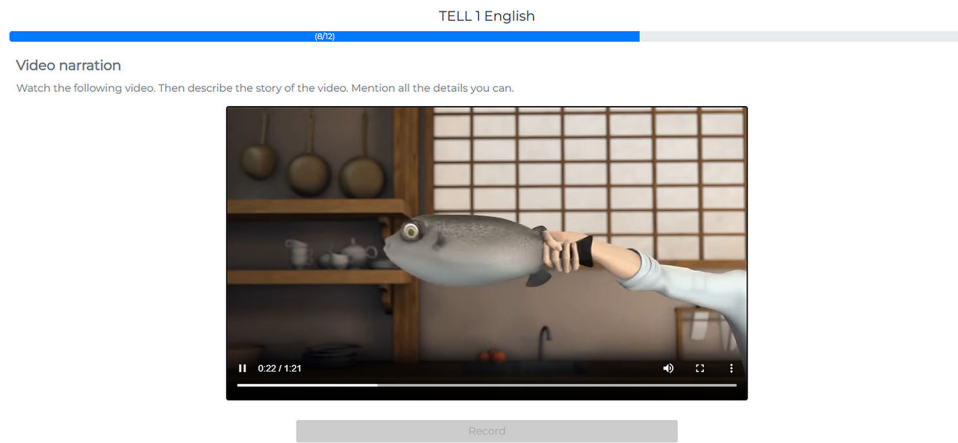 TELL 1 English
(8/12)
Video narration
Watch the following video. Then describe the story of the video. Mention all the details you can.
0:22 / 1:21
Record